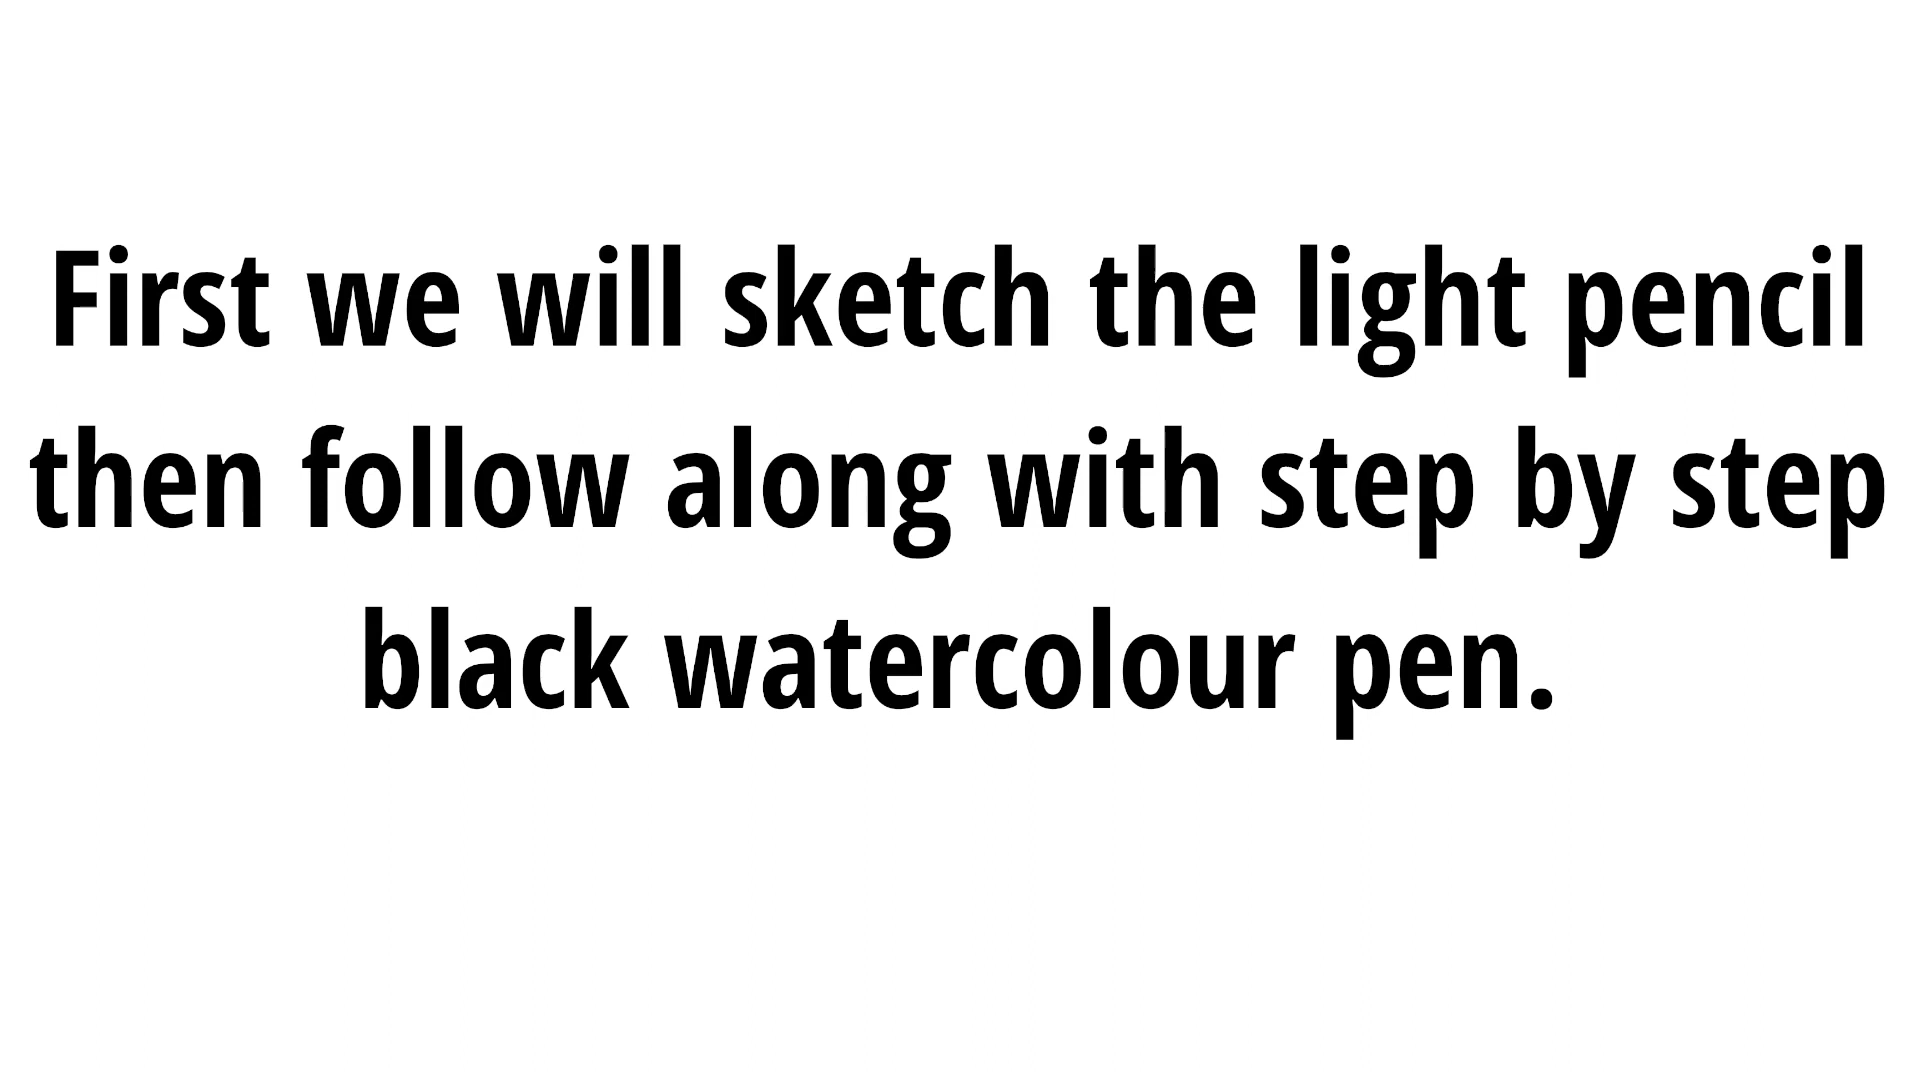 First we will sketch the light pencil
then follow along with step by step
black watercolour pen.